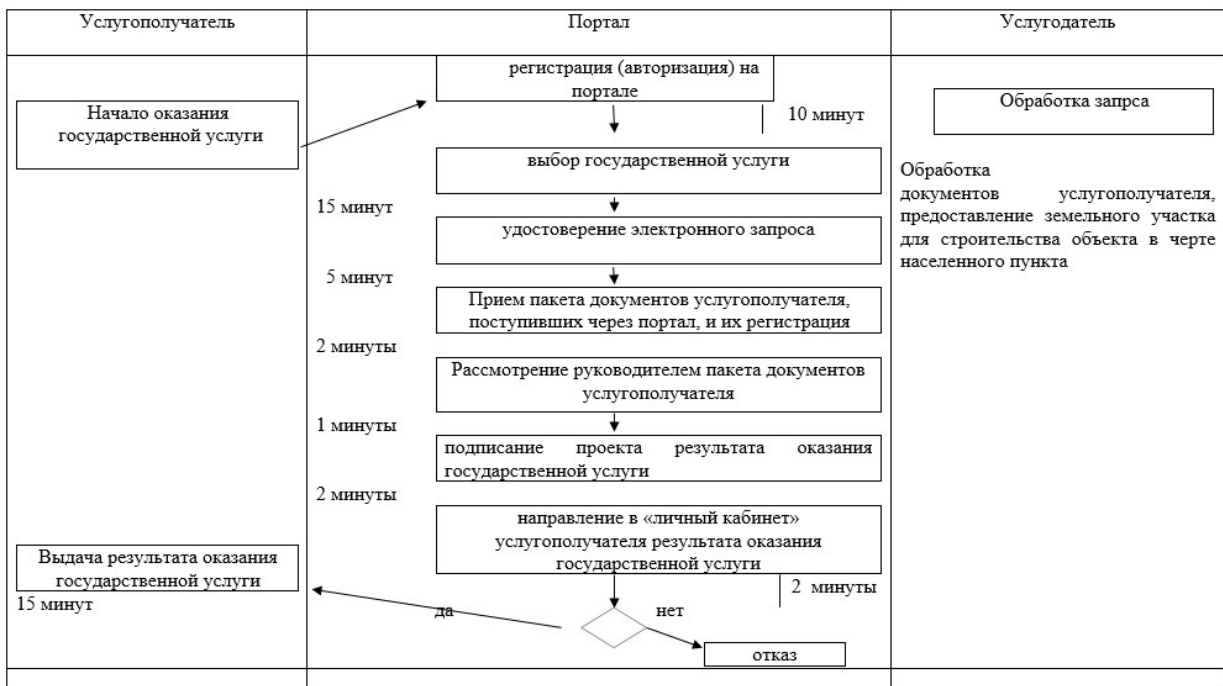 Услугополучатель
Портал
Услугодатель
регистрация (авторизация) на
портале
10 минут
Начало оказания
государственной услуги
Обработка запрса
выбор государственной услуги
15 минут
Обработка
документов услугополучателя,
предоставление земельного участка
для строительства объекта в черте
населенного пункта
удостоверение электронного запроса
5 минут
Прием пакета документов услугополучателя,
поступивших через портал, и их регистрация
2 минуты
Рассмотрение руководителем пакета документов
услугополучателя
1 минуты
подписание проекта результата оказания
государственной услуги
2 минуты
направление в «личный кабинет»
услугополучателя результата оказания
государственной услуги
2 минуты
Выдача результата оказания
государственной услуги
15 минут
да
нет
отказ